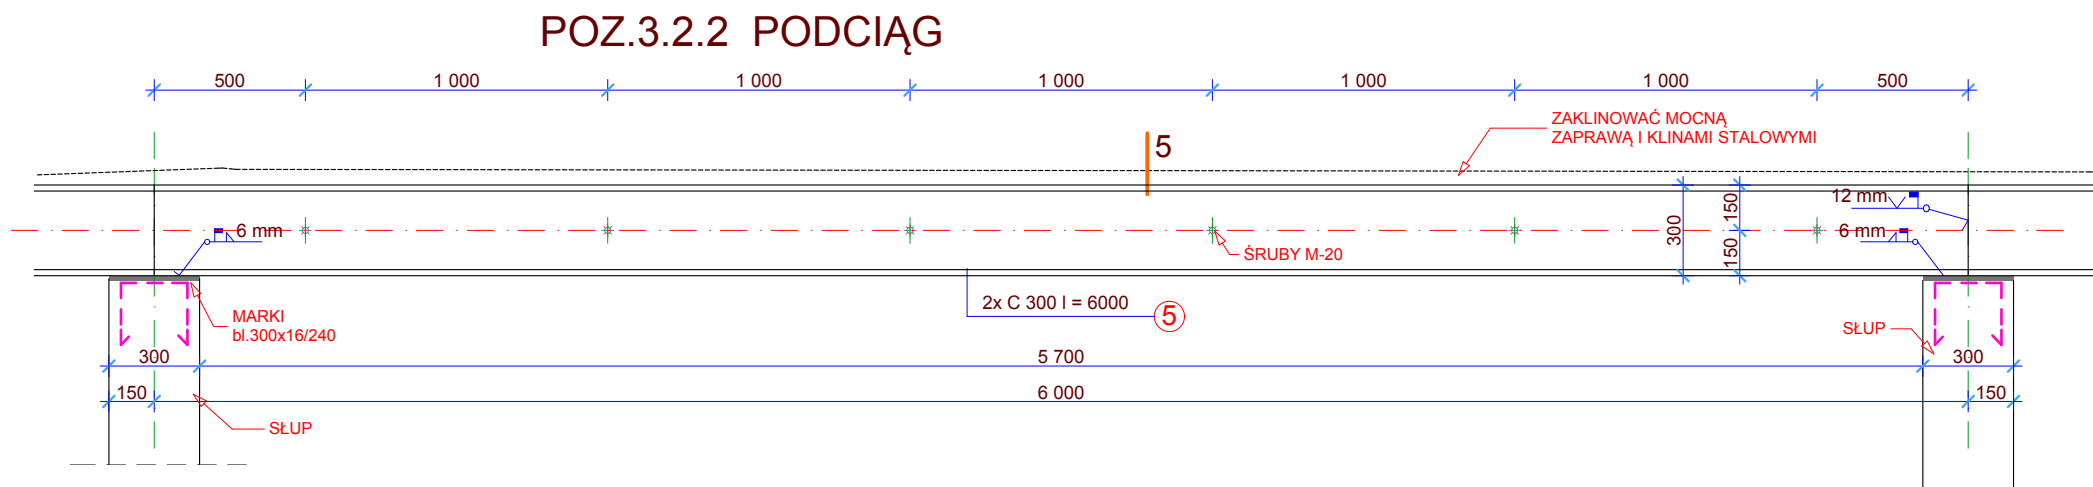 POZ.3.2.2 PODCIĄG
500
1 000
1 000
1 000
1 000
1 000
500
ZAKLINOWAĆ MOCNĄ
ZAPRAWĄ I KLINAMI STALOWYMI
5
12 mm
6 mm
6 mm
300
150
150
ŚRUBY M-20
2x C 300 l = 6000
5
MARKI
bl.300x16/240
SŁUP
300
5 700
300
150
6 000
150
SŁUP